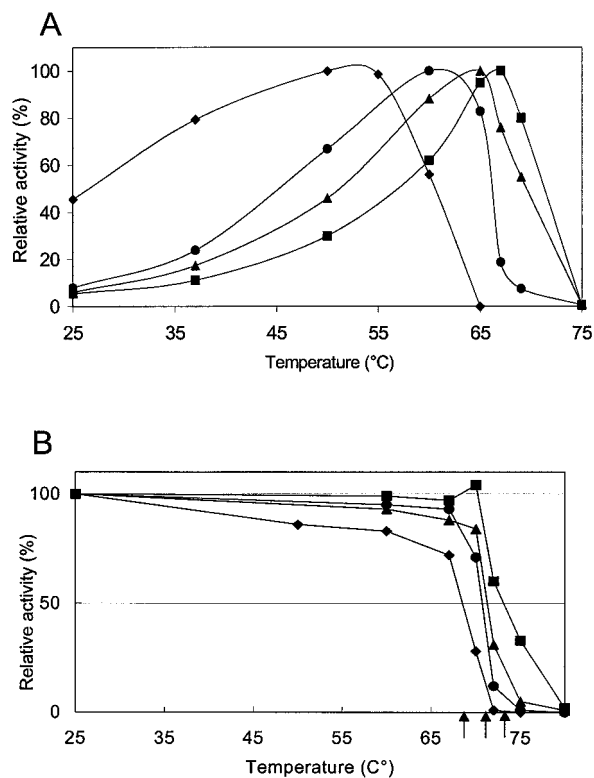 A
Relative activity (%)
100
80
60
40
20
0
25 35 45 55 65 75
Temperature (°C)
B
Relative activity (%)
100
50
0
25 35 45 55 65 75
Temperature (C°)